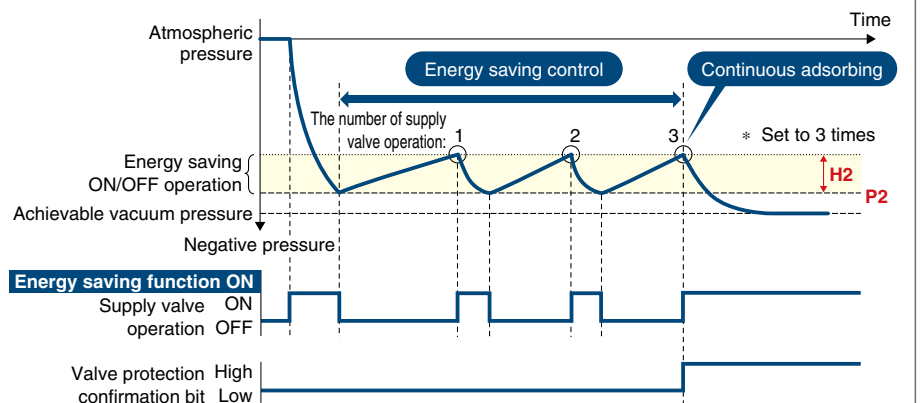 Time
Atmospheric
pressure
Energy saving control
Continuous adsorbing
The number of supply
valve operation:
1
2
3
* Set to 3 times
Energy saving
ON/OFF operation
H2
P2
Achievable vacuum pressure
Negative pressure
Energy saving function ON
Supply valve ON
operation OFF
Valve protection High
confirmation bit Low